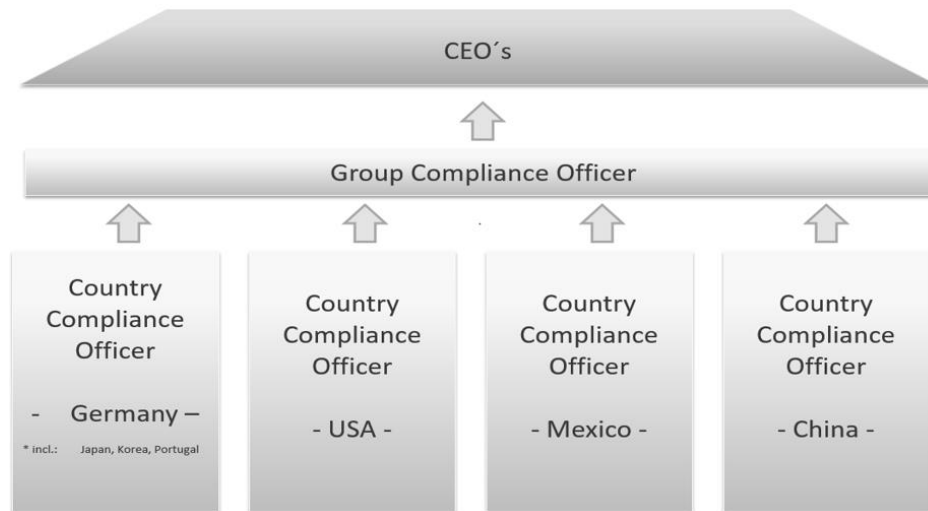 CEO´s
Group Compliance Officer
Country
Compliance
Officer
- Germany –
* incl.: Japan, Korea, Portugal
Country
Compliance
Officer
- USA -
Country
Compliance
Officer
- Mexico -
Country
Compliance
Officer
- China -